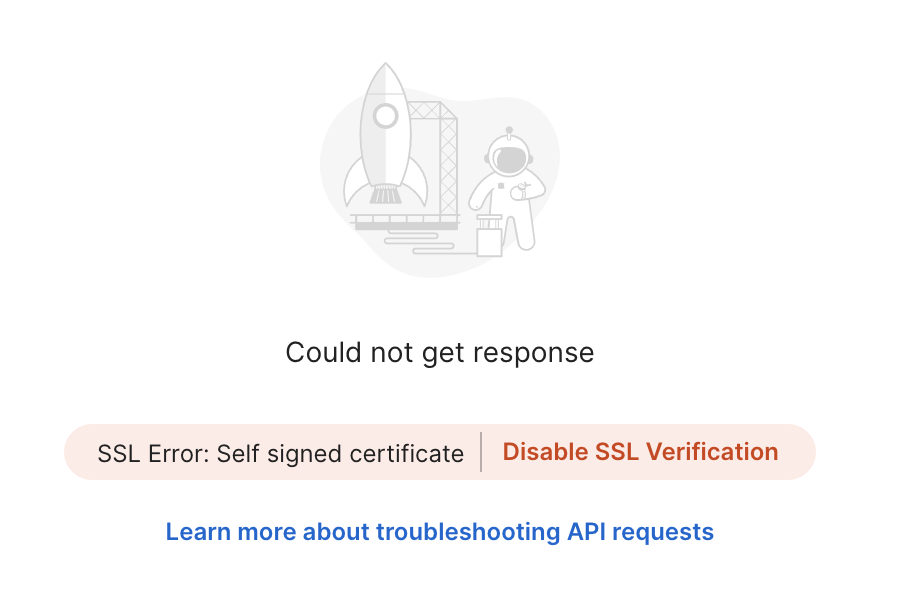 Could not get response
SSL Error: Self signed certificate
Disable SSL Verification
Learn more about troubleshooting API requests